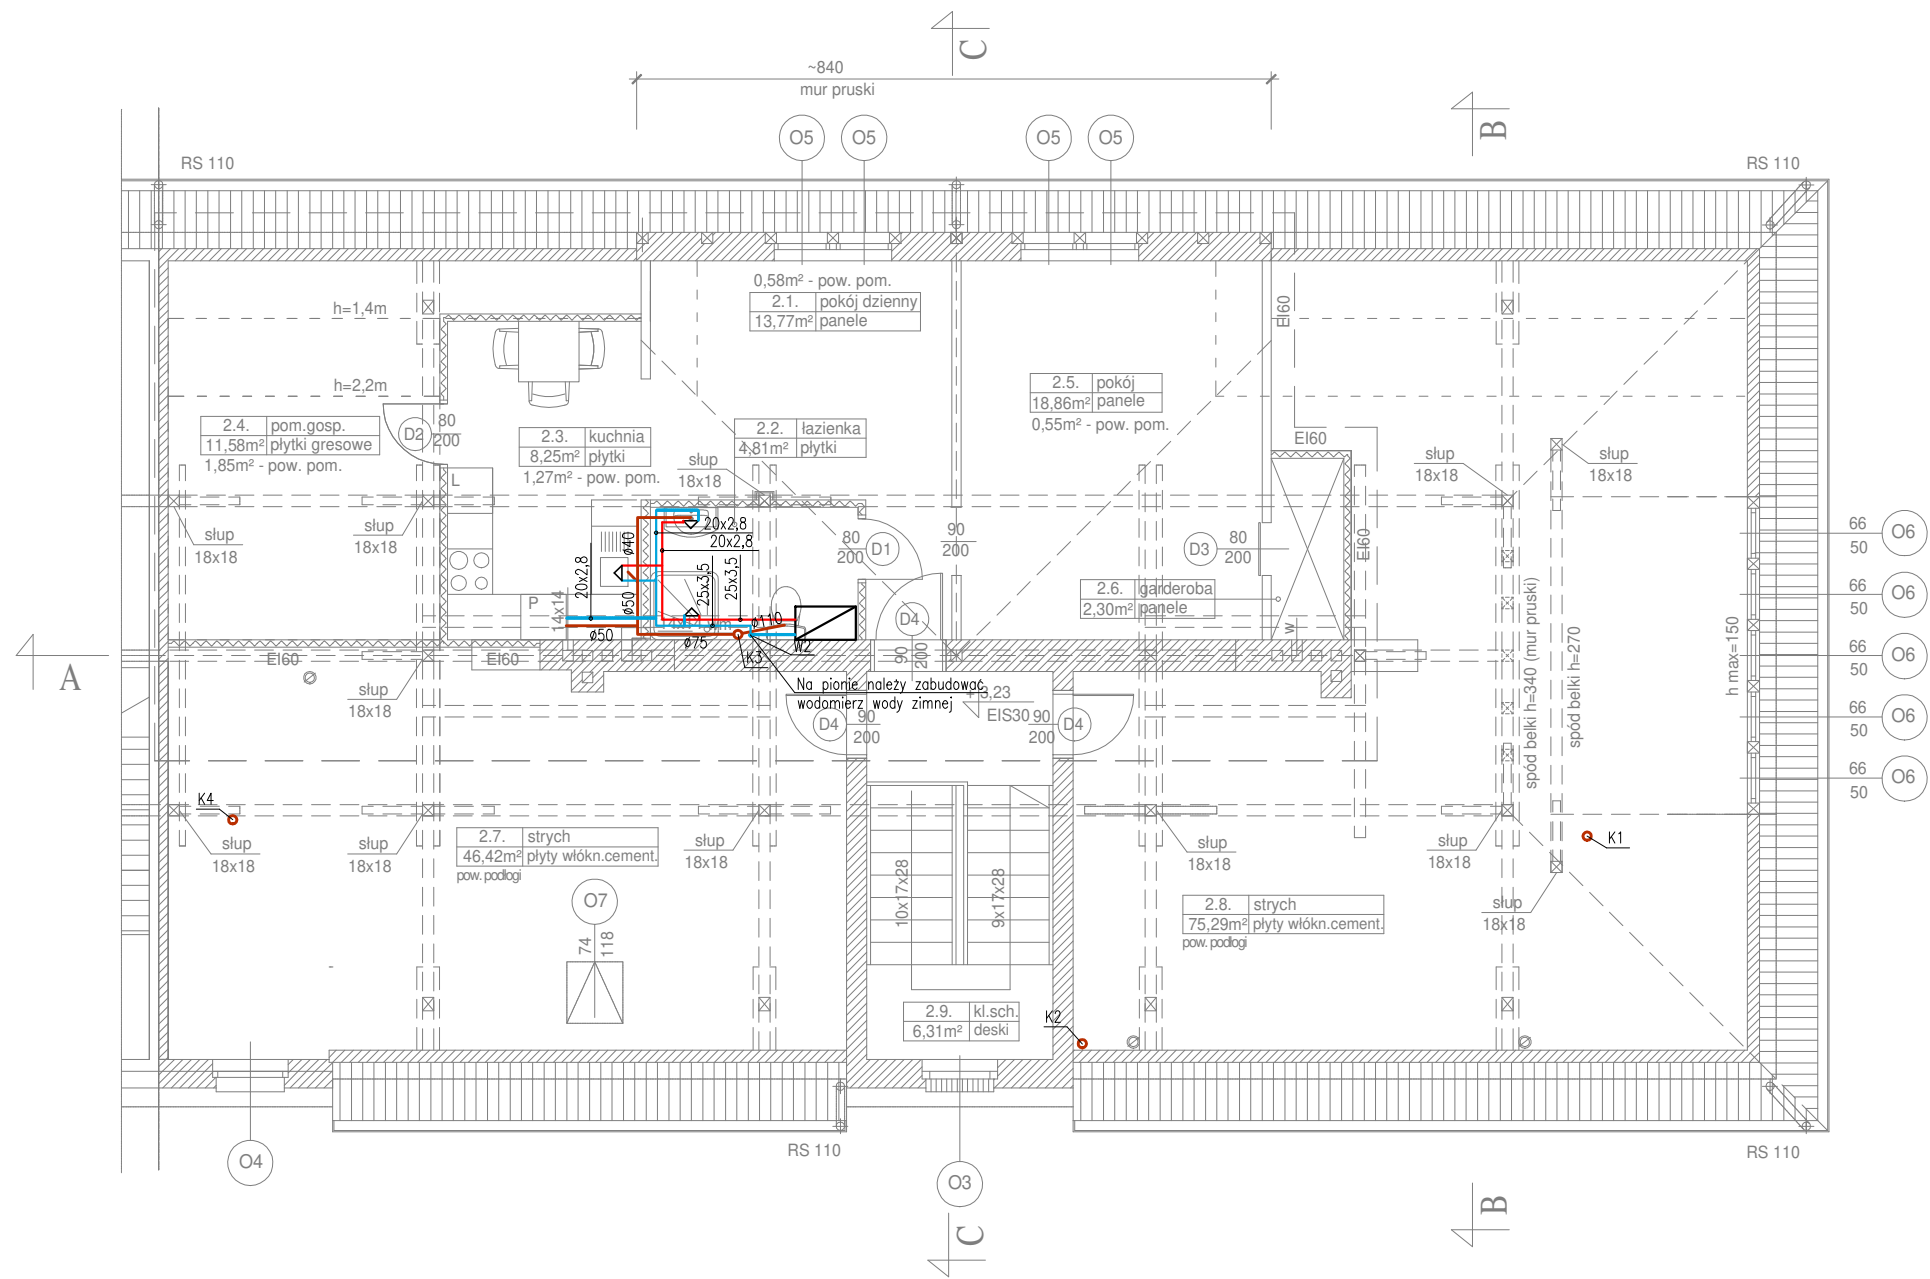 C
~840
mur pruski
B
O5
O5
O5
O5
RS 110
RS 110
0,58m² - pow. pom.
2.1. pokój dzienny
13,77m² panele
h=1,4m
EI60
h=2,2m
2.5. pokój
18,86m² panele
0,55m² - pow. pom.
2.4. pom.gosp.
11,58m² płytki gresowe
1,85m² - pow. pom.
D2
80
200
2.3. kuchnia
8,25m² płytki
1,27m² - pow. pom.
2.2. łazienka
4,81m² płytki
EI60
słup
18x18
słup
18x18
słup
18x18
L
słup
18x18
słup
18x18
20x2,8
20x2,8
ø40
80
200
D1
90
200
D3
80
200
EI60
66
50
O6
20x2,8
ø50
25x3,5
25x3,5
P
14x14
2.6. garderoba
2,30m² panele
66
50
O6
ø110
ø50
ø75
K3
W2
D4
90
200
w
A
EI60
EI60
66
50
O6
h max=150
spód belki h=340 (mur pruski)
spód belki h=270
Na pionie należy zabudować
wodomierz wody zimnej
+3,23
EIS30
słup
18x18
D4
90
200
90
200
D4
66
50
O6
66
50
O6
K4
K1
słup
18x18
słup
18x18
2.7. strych
46,42m² płyty włókn.cement.
pow. podłogi
słup
18x18
słup
18x18
słup
18x18
O7
74
118
10x17x28
9x17x28
2.8. strych
75,29m² płyty włókn.cement.
pow. podłogi
słup
18x18
2.9. kl.sch.
6,31m² deski
K2
O4
RS 110
O3
RS 110
C
B